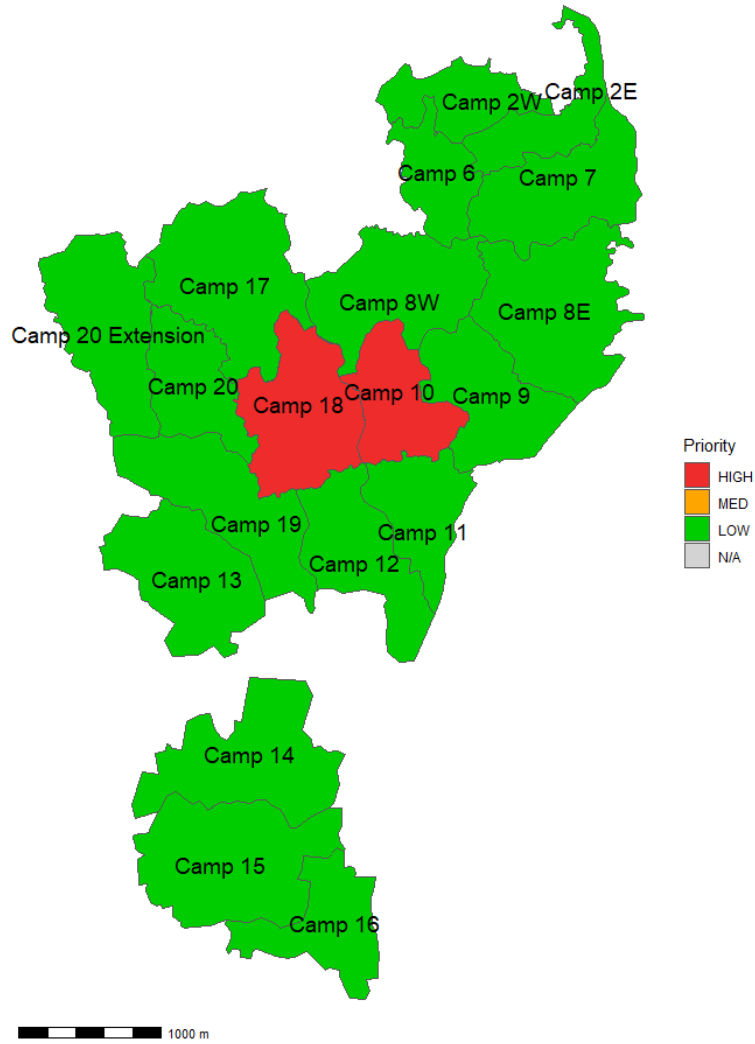 Camp 2E
Camp 2W
Camp 6
Camp 7
Camp 17
Camp 8W
Camp 8E
Camp 20 Extension
Camp 20
Camp 18
Camp 10
Camp 9
Camp 19
Camp 11
Camp 12
Camp 13
Camp 14
Camp 15
Camp 16
Priority
HIGH
MED
LOW
N/A
1000 m